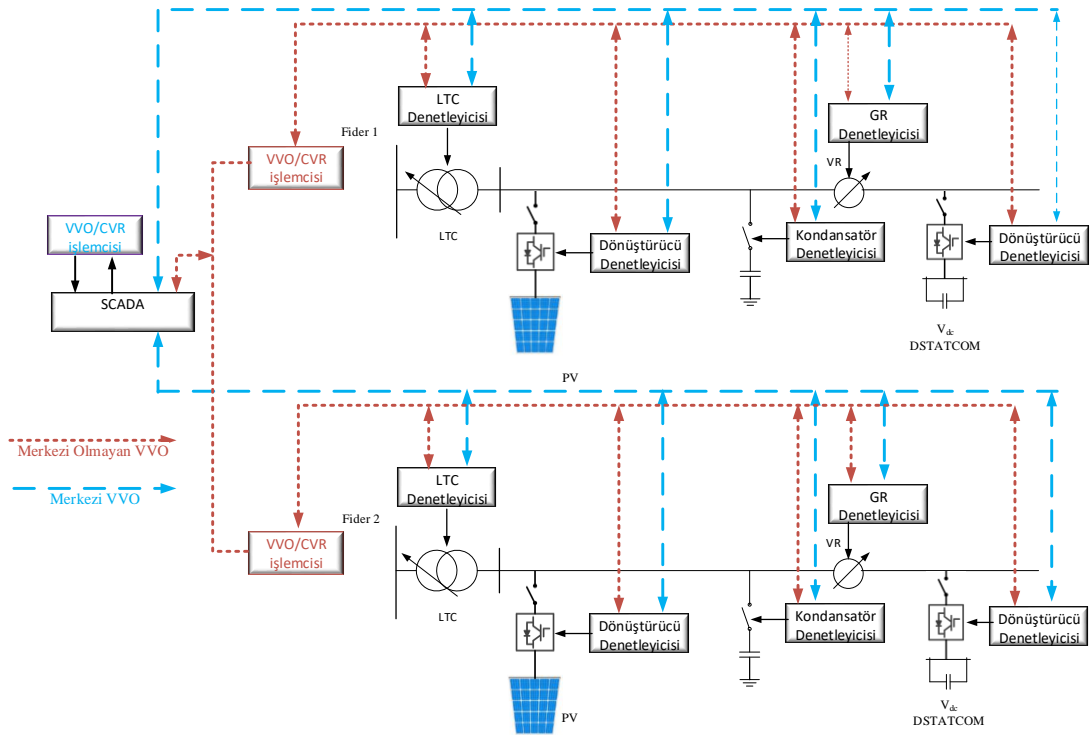 LTC
Denetleyicisi
GR
Denetleyicisi
Fider 1
VVO/CVR
işlemcisi
VR
LTC
VVO/CVR
işlemcisi
Dönüştürücü
Denetleyicisi
Kondansatör
Denetleyicisi
Dönüştürücü
Denetleyicisi
SCADA
Vdc
DSTATCOM
PV
Merkezi Olmayan VVO
Merkezi VVO
LTC
Denetleyicisi
GR
Denetleyicisi
Fider 2
VVO/CVR
işlemcisi
VR
LTC
Dönüştürücü
Denetleyicisi
Kondansatör
Denetleyicisi
Dönüştürücü
Denetleyicisi
PV
Vdc
DSTATCOM